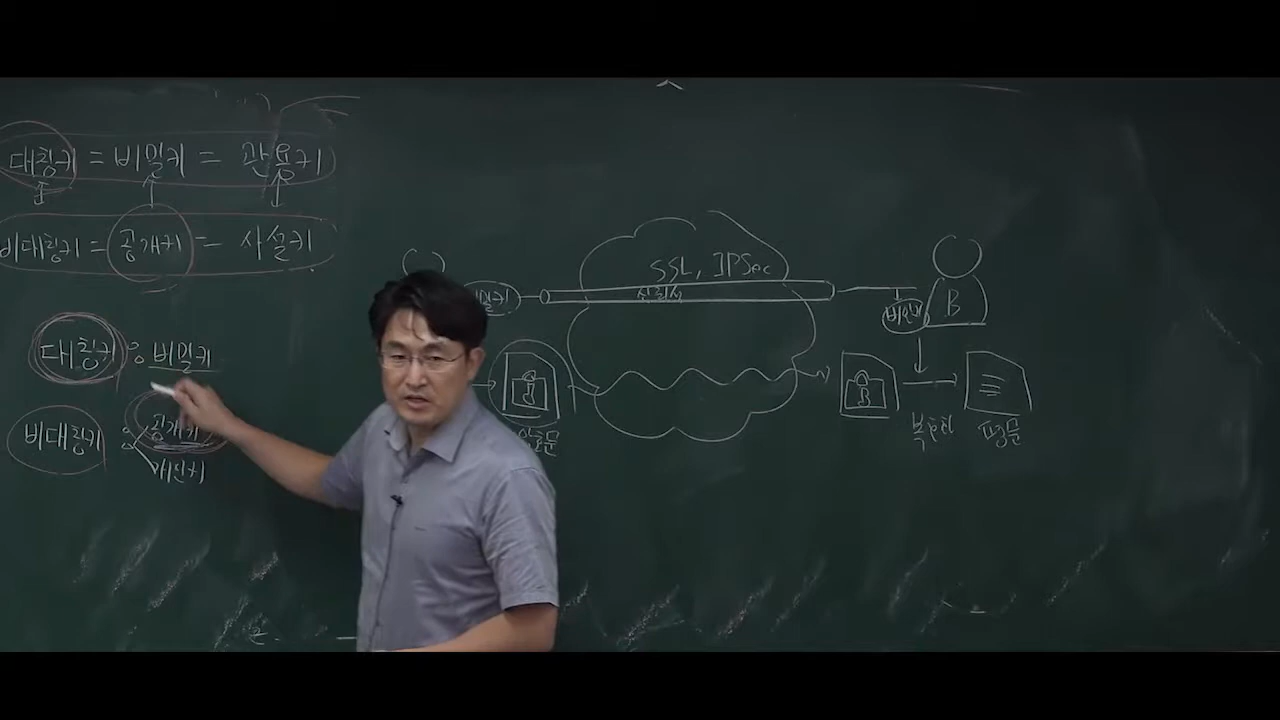 대칭키 = 비밀키 = 관용키
비대칭키 = 공개키 = 사설키
대칭키 : 비밀키
비대칭키 : 공개키
개인키
SSL, IPSec
B
암호문
복호화
평문